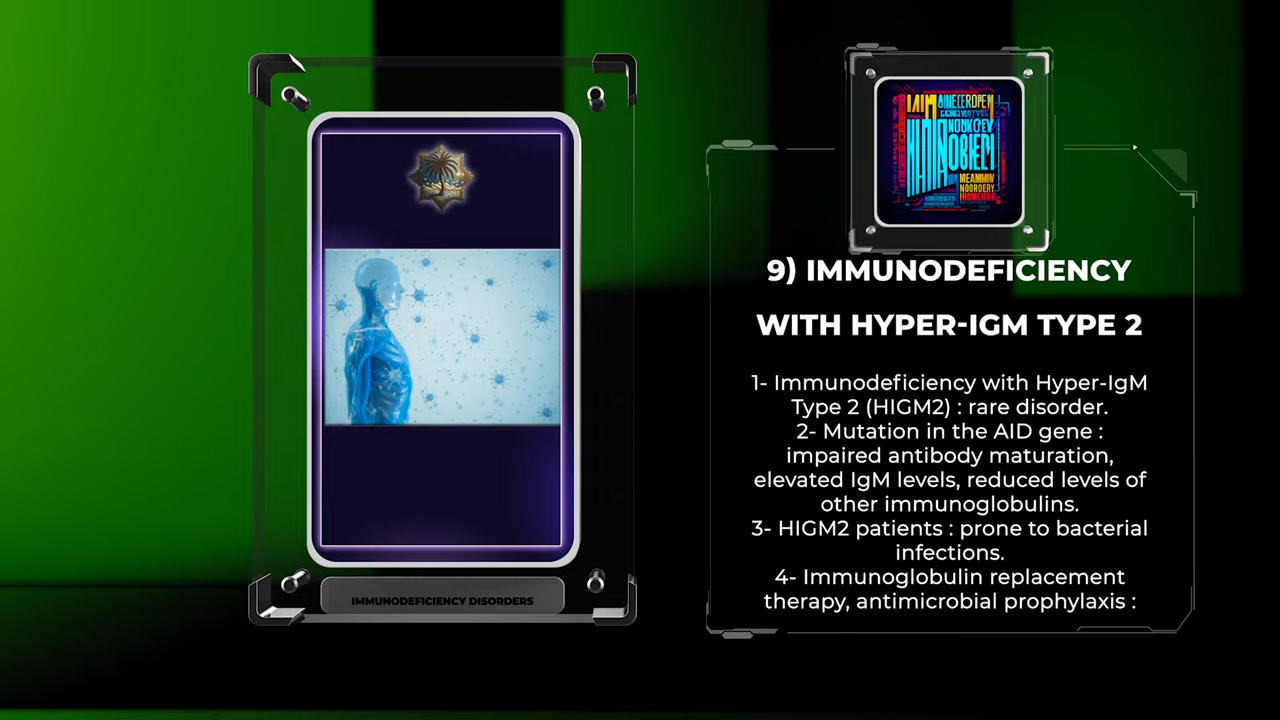 9) IMMUNODEFICIENCY
WITH HYPER-IGM TYPE 2
1- Immunodeficiency with Hyper-IgM
Type 2 (HIGM2) : rare disorder.
2- Mutation in the AID gene :
impaired antibody maturation,
elevated IgM levels, reduced levels of
other immunoglobulins.
3- HIGM2 patients : prone to bacterial
infections.
4- Immunoglobulin replacement
therapy, antimicrobial prophylaxis :
IMMUNODEFICIENCY DISORDERS